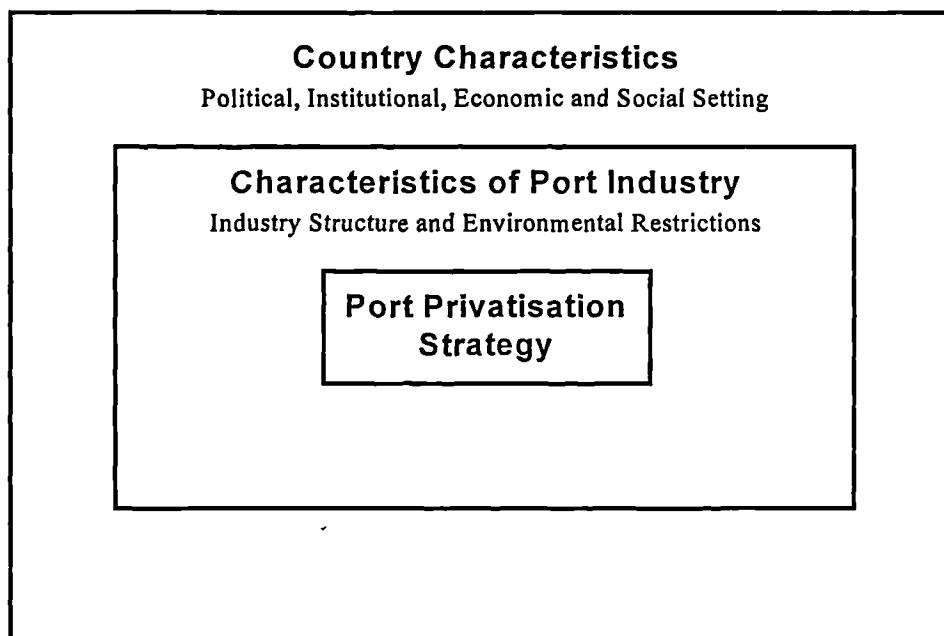 Country Characteristics
Political, Institutional, Economic and Social Setting
Characteristics of Port Industry
Industry Structure and Environmental Restrictions
Port Privatisation
Strategy